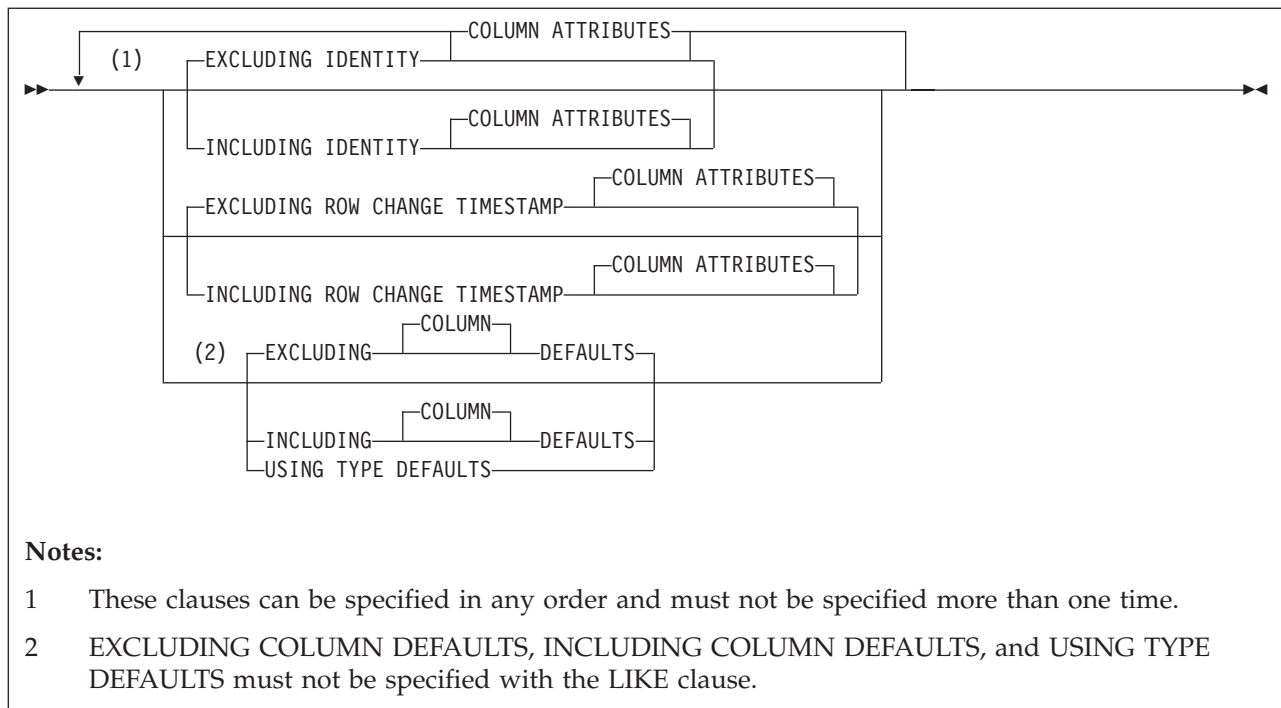 COLUMN ATTRIBUTES
(1) EXCLUDING IDENTITY
COLUMN ATTRIBUTES
INCLUDING IDENTITY
COLUMN ATTRIBUTES
EXCLUDING ROW CHANGE TIMESTAMP
COLUMN ATTRIBUTES
INCLUDING ROW CHANGE TIMESTAMP
COLUMN
(2) EXCLUDING DEFAULTS
COLUMN
INCLUDING DEFAULTS
USING TYPE DEFAULTS
Notes:
1 These clauses can be specified in any order and must not be specified more than one time.
2 EXCLUDING COLUMN DEFAULTS, INCLUDING COLUMN DEFAULTS, and USING TYPE
DEFAULTS must not be specified with the LIKE clause.